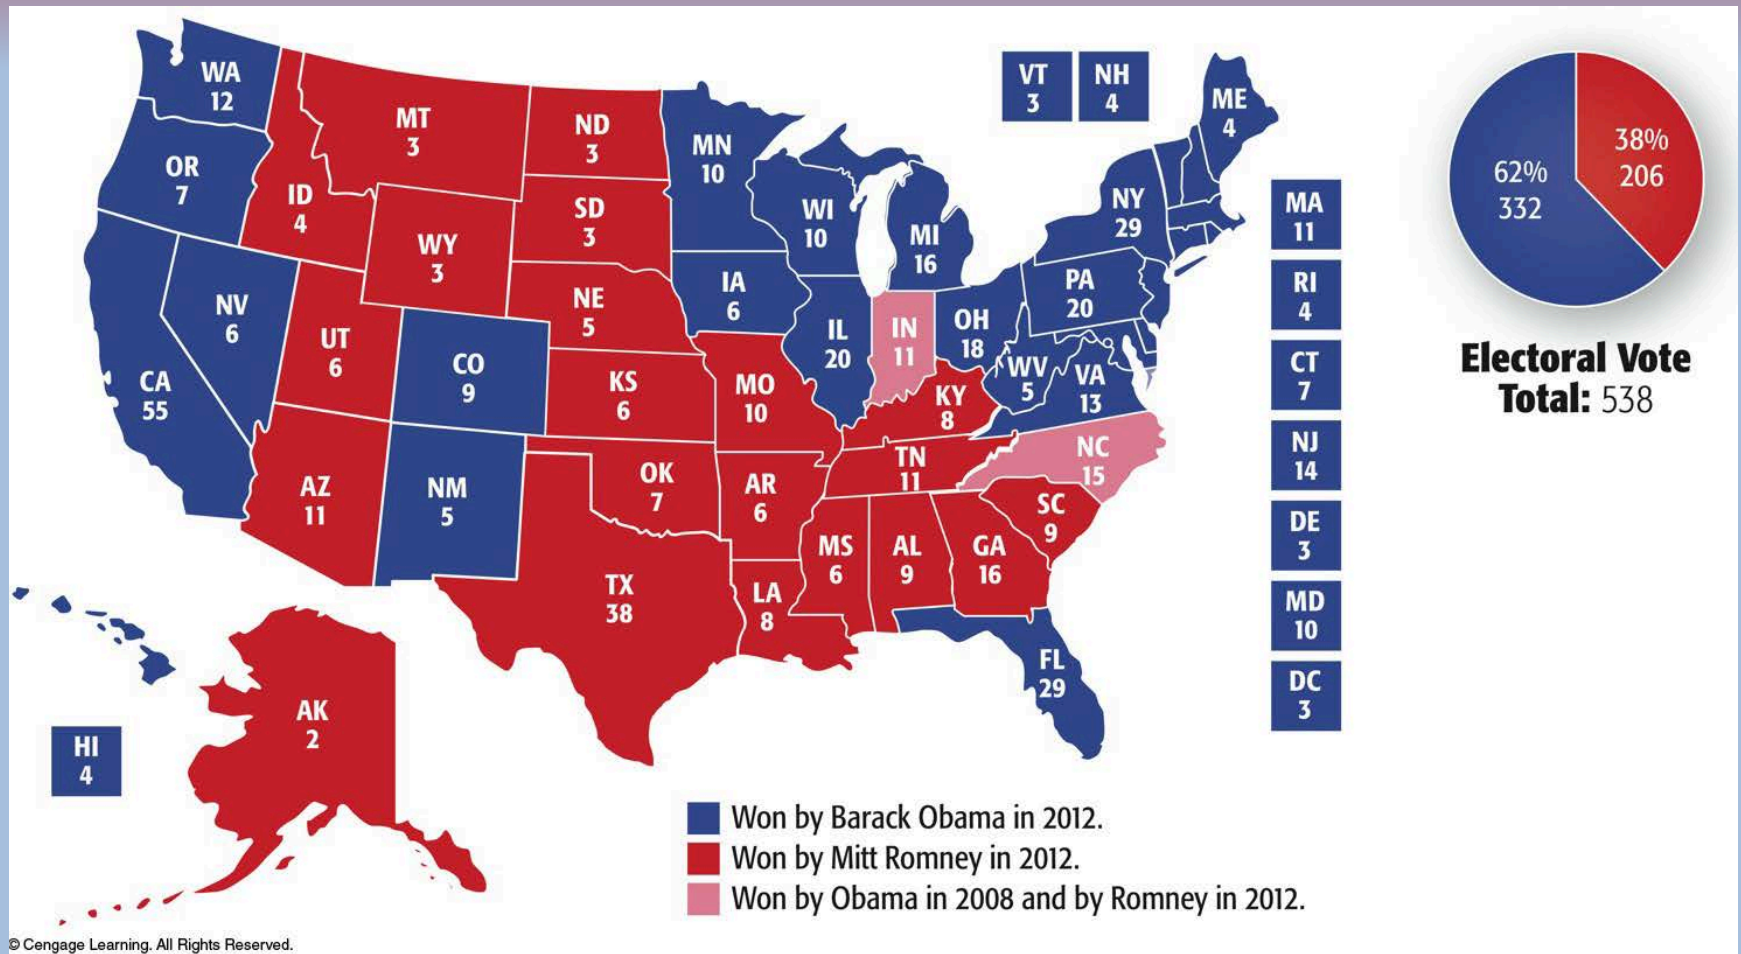 WA
12
OR
7
CA
55
NV
6
ID
4
MT
3
WY
3
UT
6
AZ
11
CO
9
NM
5
ND
3
SD
3
NE
5
KS
6
OK
7
TX
38
MN
10
IA
6
MO
10
AR
6
LA
8
WI
10
IL
20
MI
16
IN
11
OH
18
KY
8
TN
11
MS
6
AL
9
GA
16
FL
29
SC
9
NC
15
VA
13
WV
5
PA
20
NY
29
VT
3
NH
4
ME
4
MA
11
RI
4
CT
7
NJ
14
DE
3
MD
10
DC
3
HI
4
AK
2
62%
332
38%
206
Electoral Vote
Total: 538
Won by Barack Obama in 2012.
Won by Mitt Romney in 2012.
Won by Obama in 2008 and by Romney in 2012.
© Cengage Learning. All Rights Reserved.